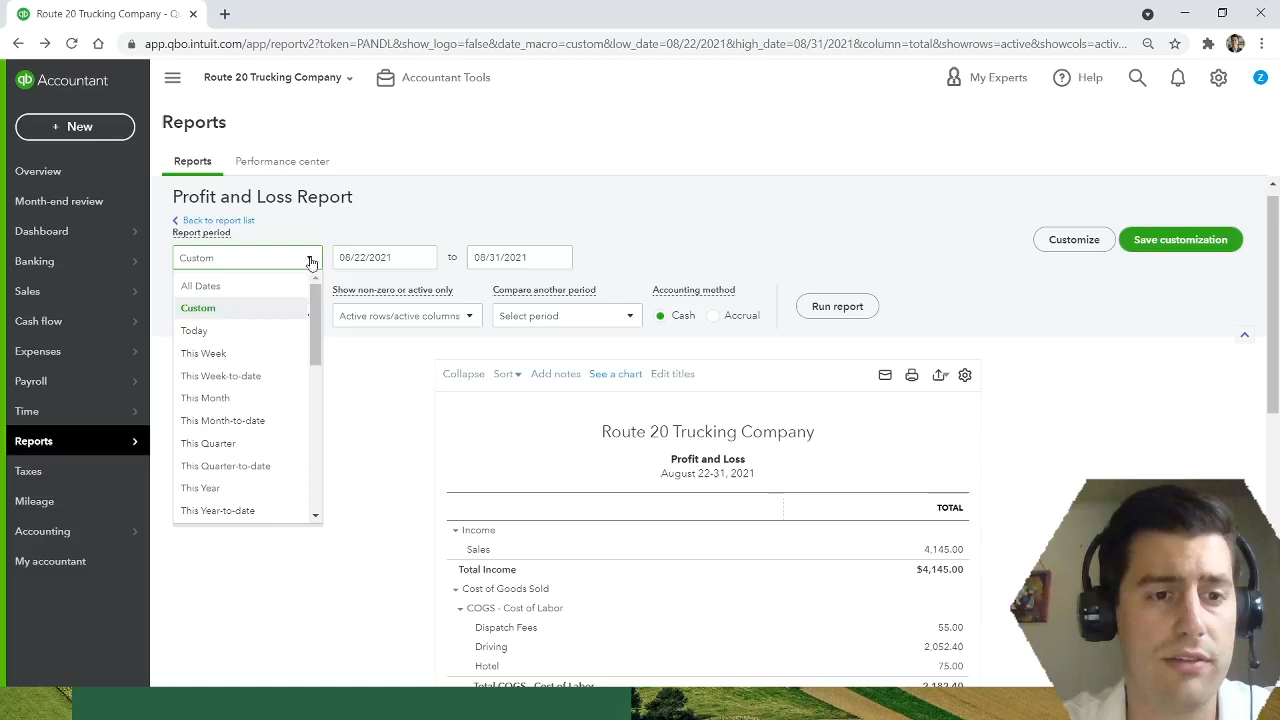 Route 20 Trucking Company - Q
app.qbo.intuit.com/app/reportv2?token=PANDL&show_logo=false&date_macro=custom&low_date=08/22/2021&high_date=08/31/2021&column=total&showrows=active&showcols=activ...
qb Accountant
Route 20 Trucking Company
Accountant Tools
My Experts
Help
Z
+ New
Overview
Month-end review
Dashboard
Banking
Sales
Cash flow
Expenses
Payroll
Time
Reports
Taxes
Mileage
Accounting
My accountant
Reports
Reports Performance center
Profit and Loss Report
Back to report list
Report period
Custom 08/22/2021 to 08/31/2021
Customize Save customization
All Dates
Custom
Today
This Week
This Week-to-date
This Month
This Month-to-date
This Quarter
This Quarter-to-date
This Year
This Year-to-date
Show non-zero or active only Compare another period Accounting method
Active rows/active columns Select period Cash Accrual Run report
Collapse Sort Add notes See a chart Edit titles
Route 20 Trucking Company
Profit and Loss
August 22-31, 2021
TOTAL
Income
Sales 4,145.00
Total Income $4,145.00
Cost of Goods Sold
COGS - Cost of Labor
Dispatch Fees 55.00
Driving 2,052.40
Hotel 75.00
Total COGS - Cost of Labor 2,182.40